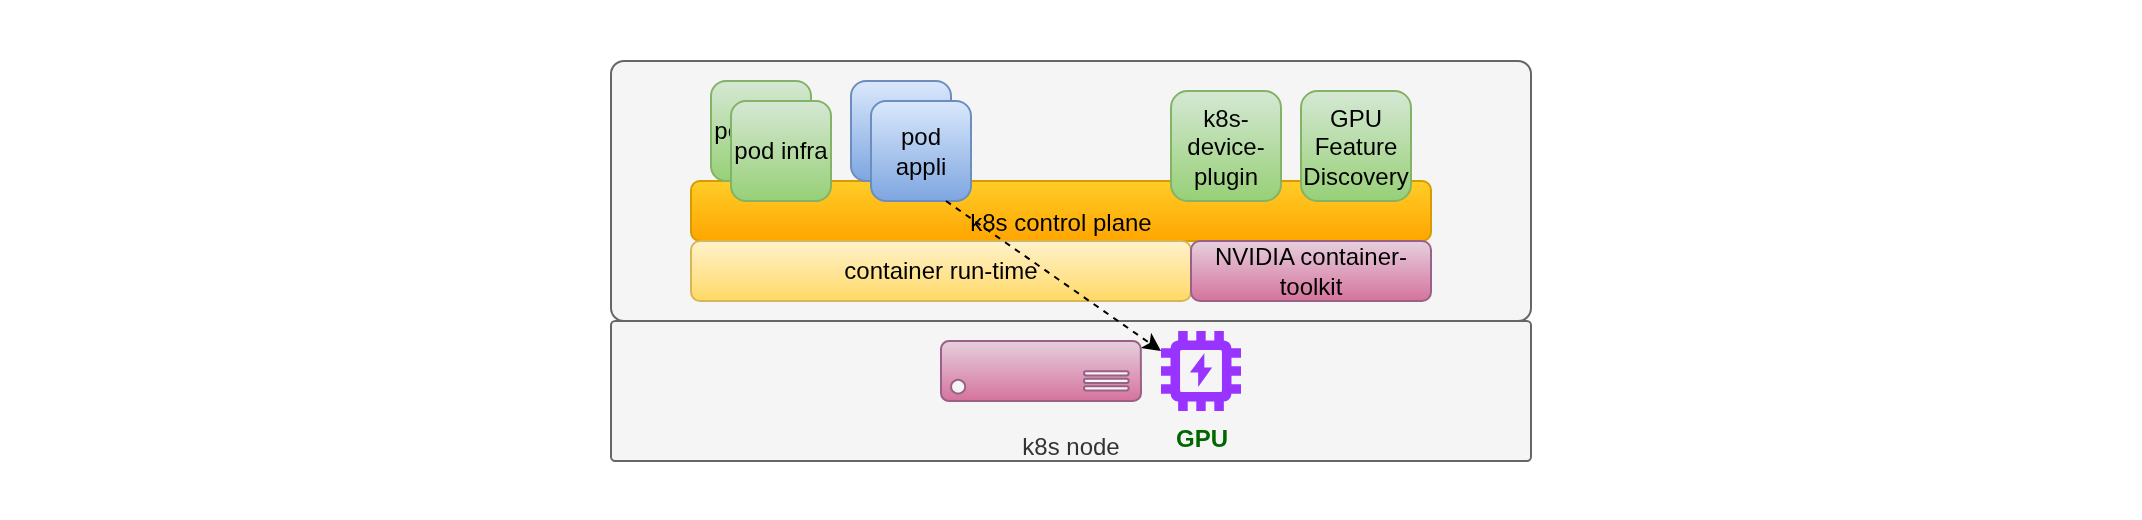 po
pod infra
pod
appli
k8s-
device-
plugin
GPU
Feature
Discovery
k8s control plane
container run-time
NVIDIA container-
toolkit
GPU
k8s node